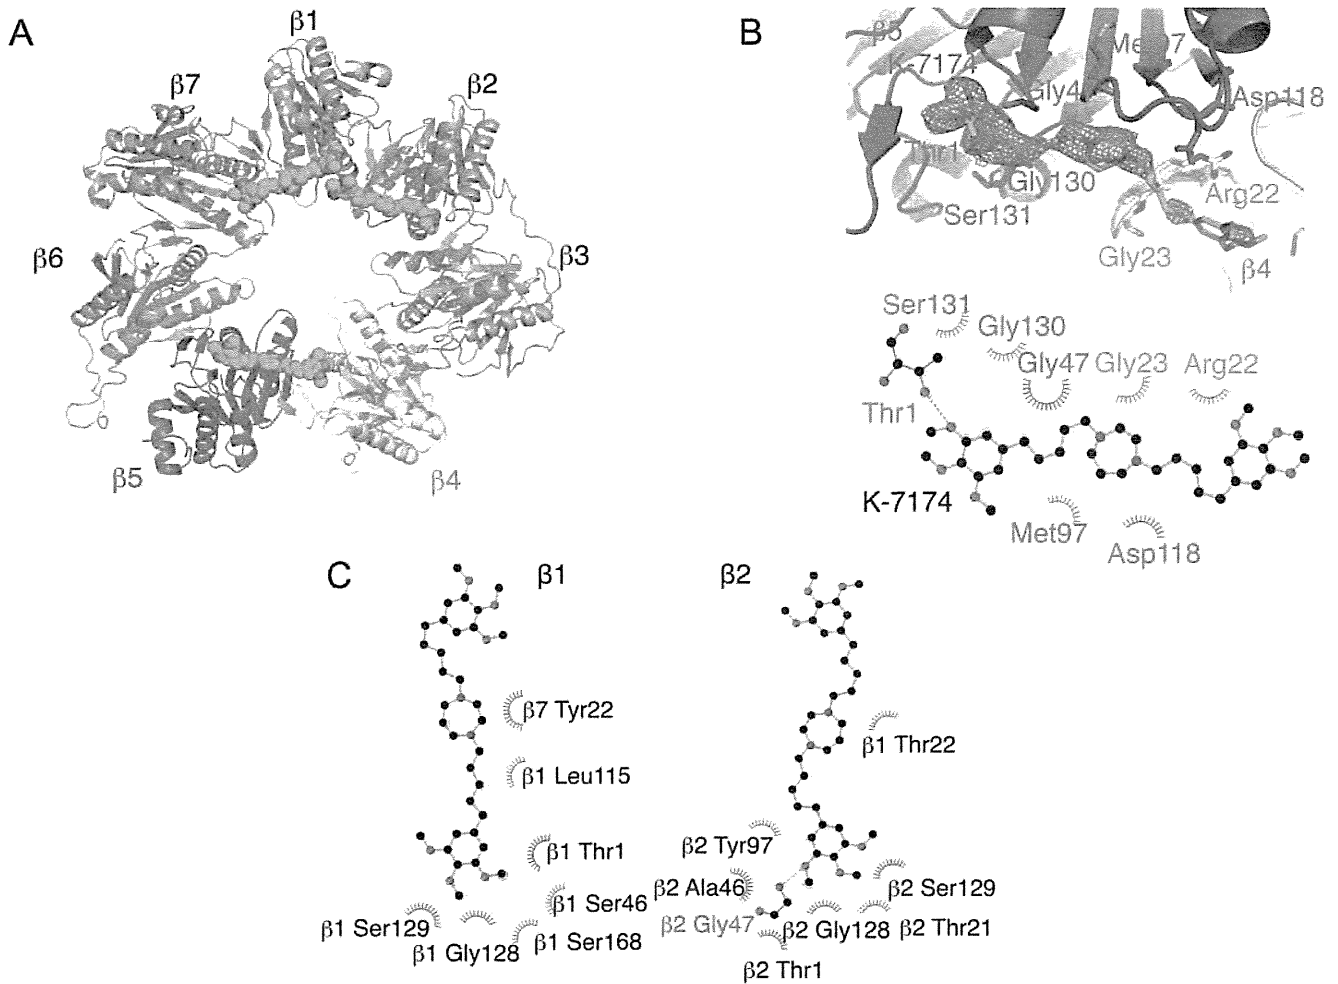 A
β1
β7
β2
β6
β3
β5
β4
B
β5
K-7174
Asp118
Gly130
Ser131
Arg22
Gly23
β4
Ser131
Gly130
Gly47
Gly23
Arg22
Thr1
K-7174
Met97
Asp118
C
β1
β7 Tyr22
β1 Leu115
β1 Thr1
β1 Ser46
β1 Ser129
β1 Gly128
β1 Ser168
β2
β1 Thr22
β2 Tyr97
β2 Ala46
β2 Ser129
β2 Gly47
β2 Gly128
β2 Thr21
β2 Thr1